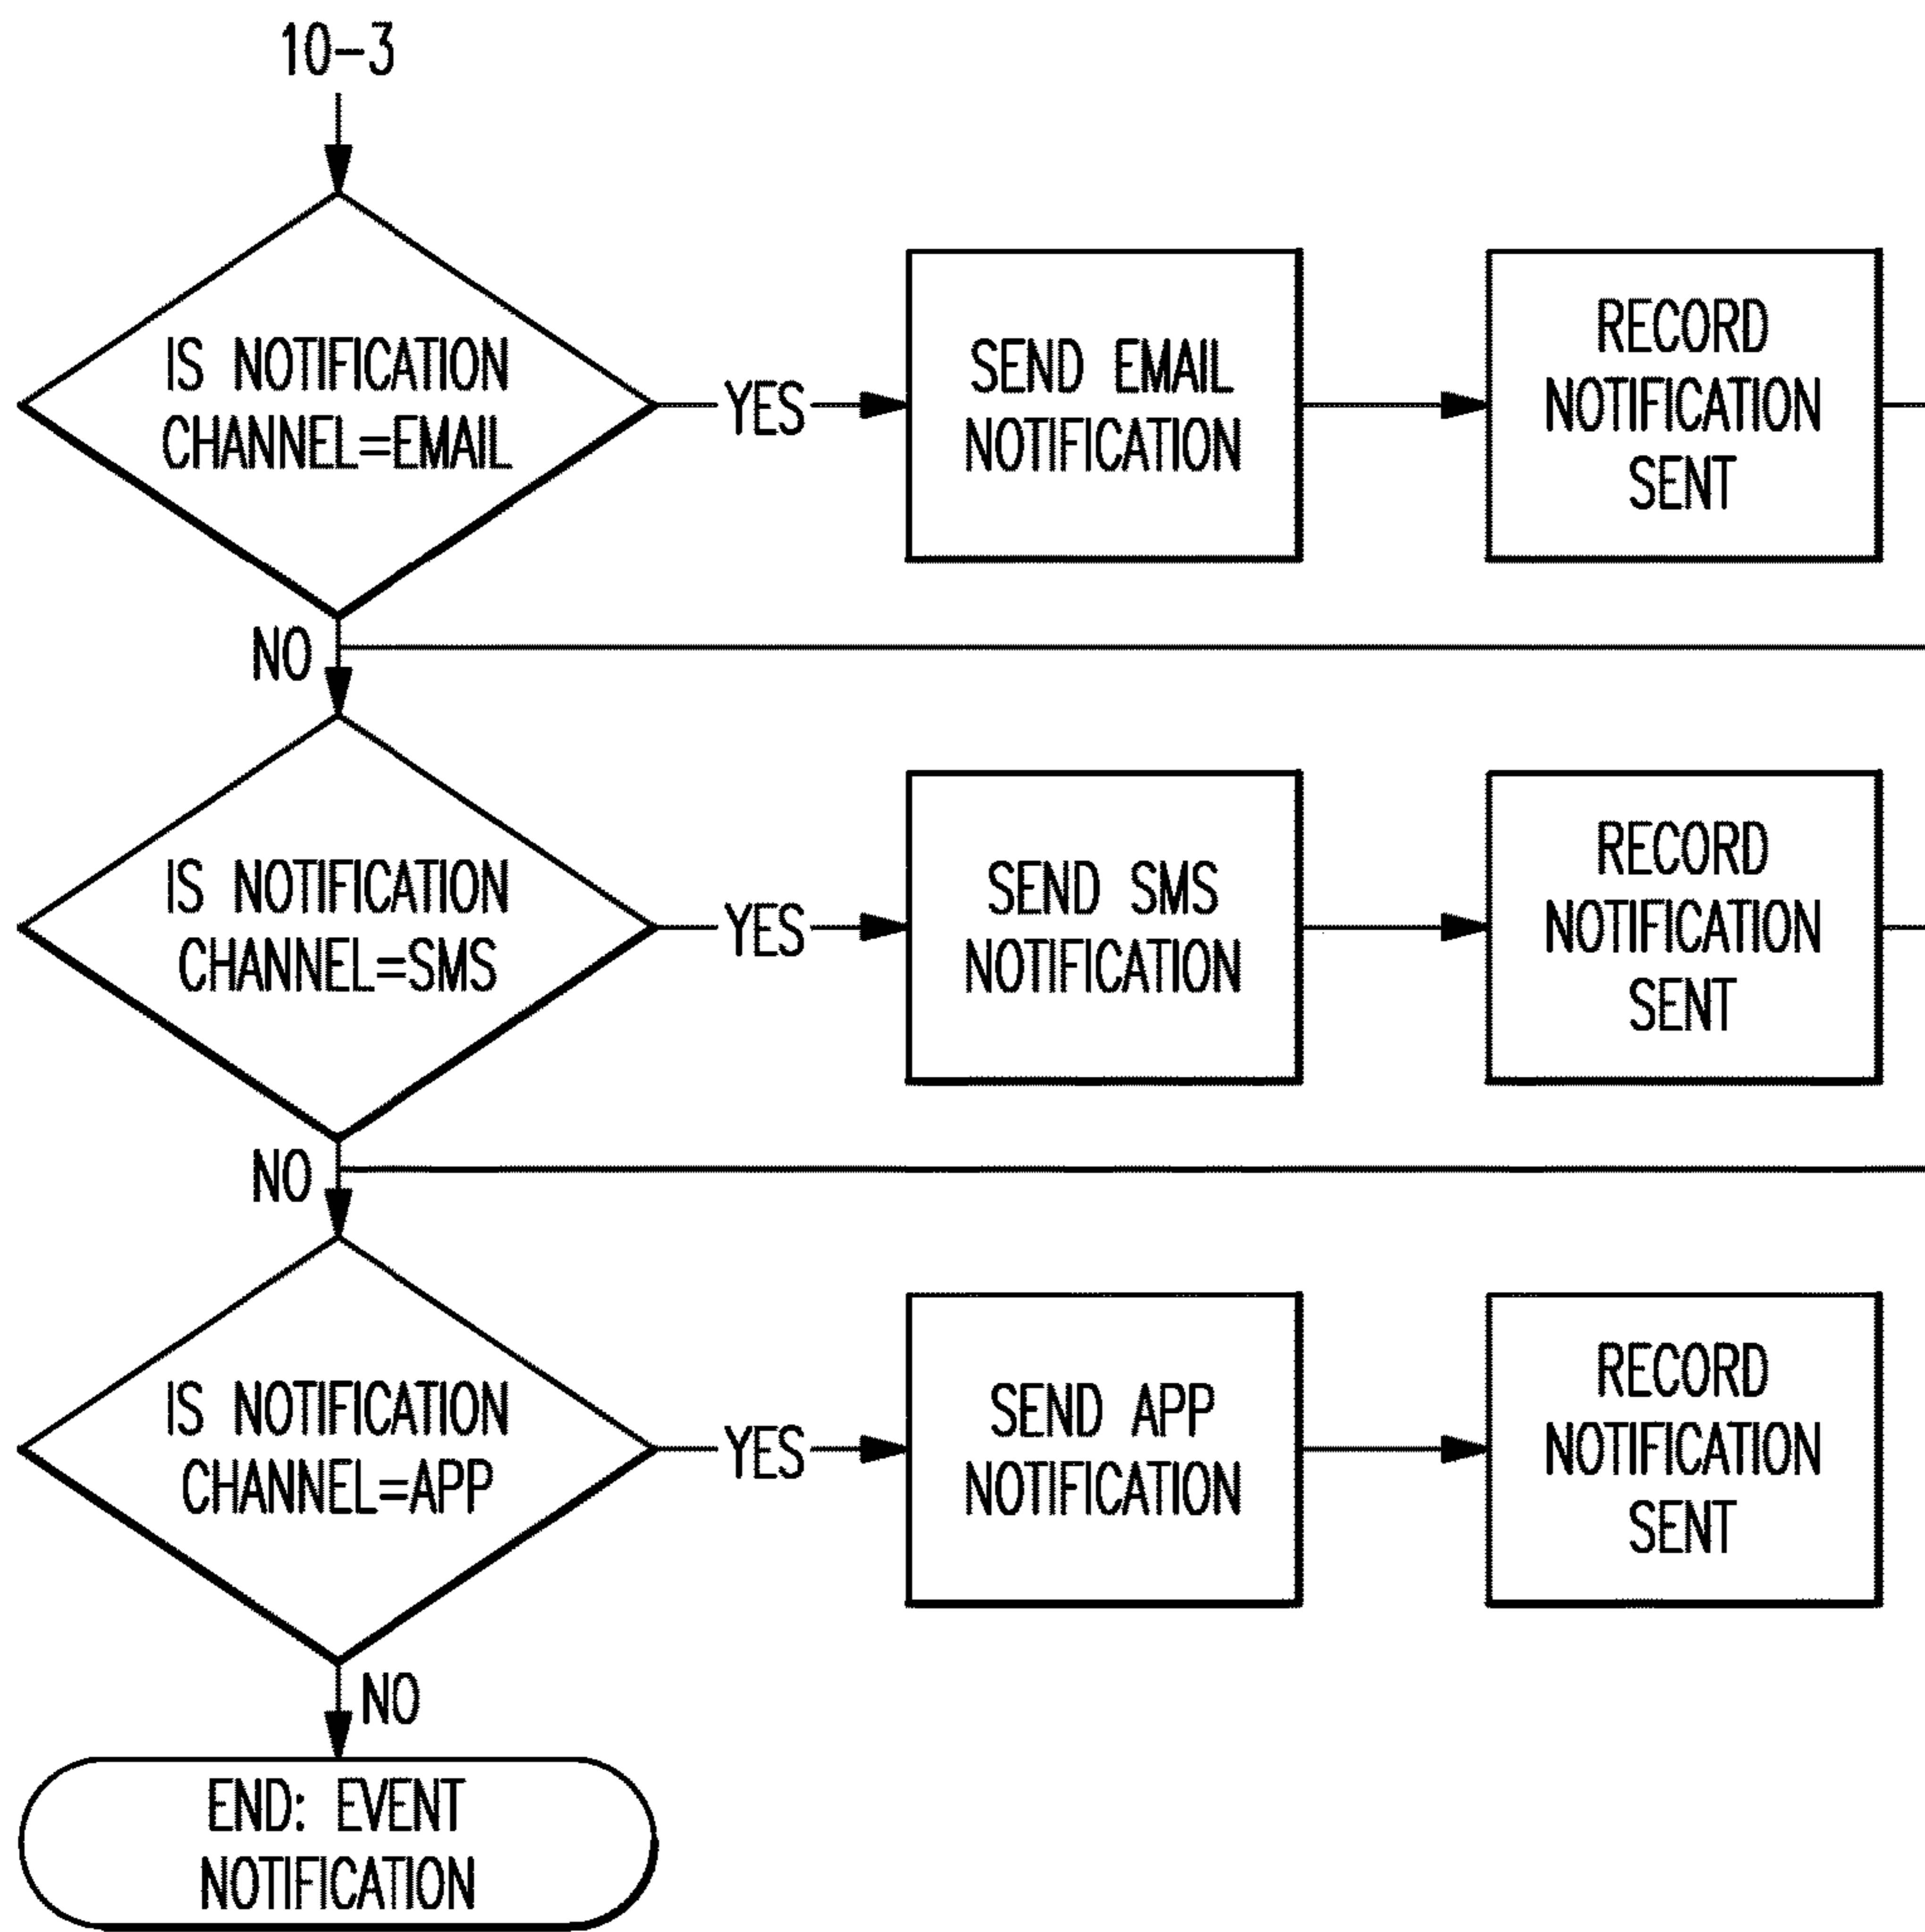 10-3
IS NOTIFICATION
CHANNEL=EMAIL
YES
SEND EMAIL
NOTIFICATION
RECORD
NOTIFICATION
SENT
NO
IS NOTIFICATION
CHANNEL=SMS
YES
SEND SMS
NOTIFICATION
RECORD
NOTIFICATION
SENT
NO
IS NOTIFICATION
CHANNEL=APP
YES
SEND APP
NOTIFICATION
RECORD
NOTIFICATION
SENT
NO
END: EVENT
NOTIFICATION